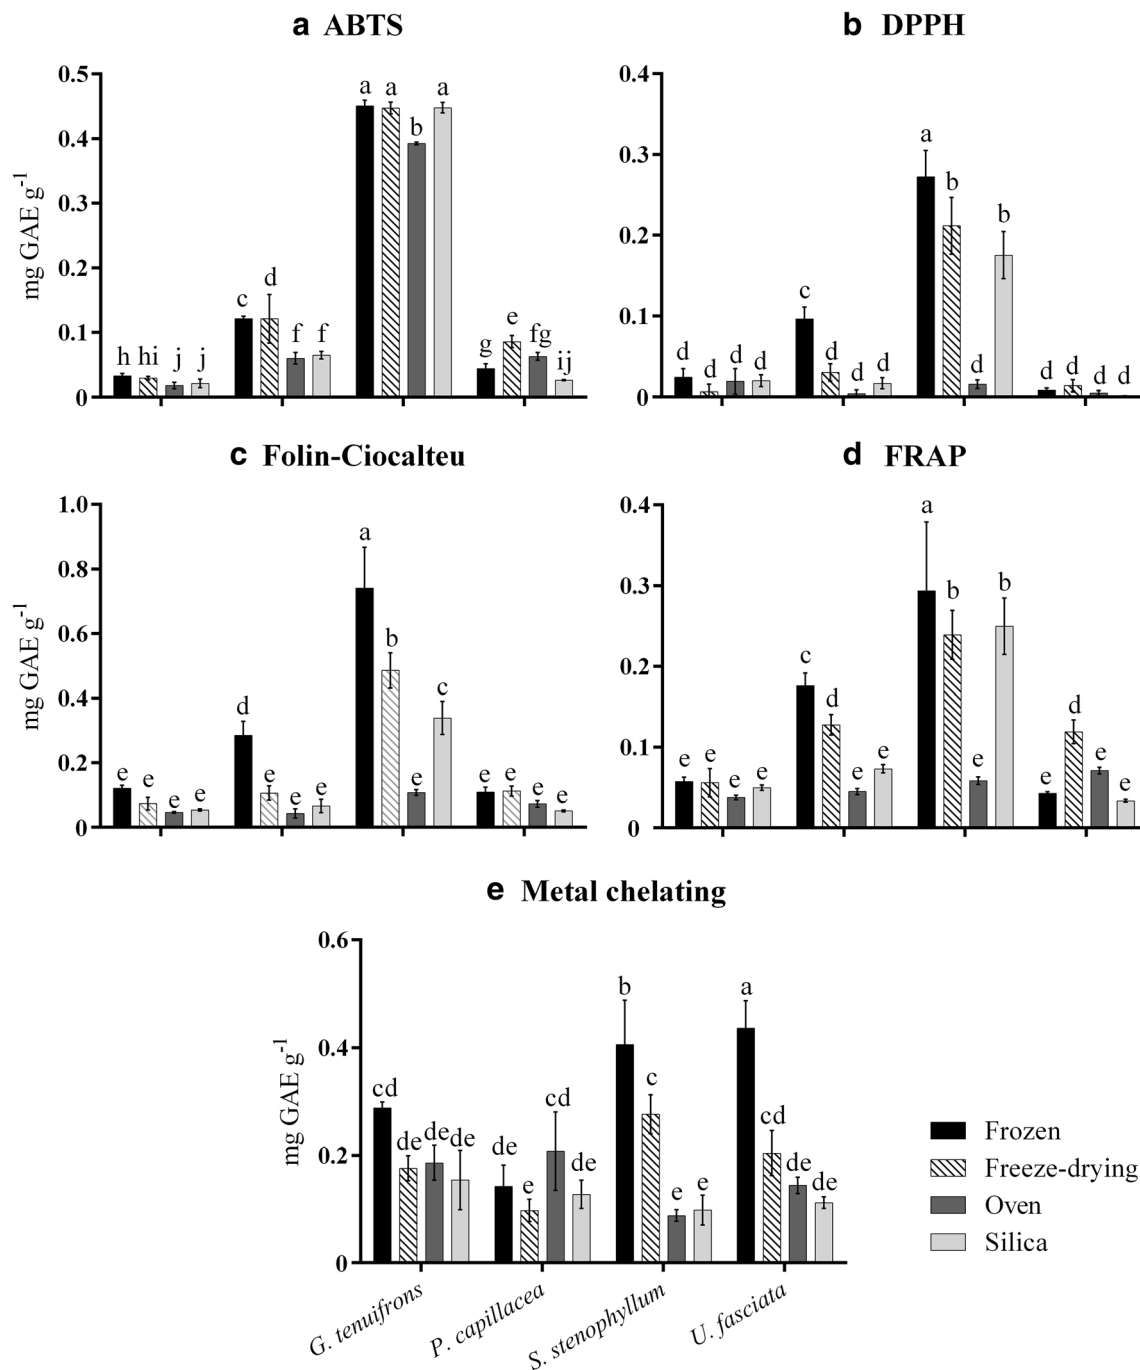 a ABTS
mg GAE g-1
0.5
0.4
0.3
0.2
0.1
0
h hi j j
c d f f
a a b a
g e fg ij
b DPPH
0.4
0.3
0.2
0.1
0
d d d d
c d d d
a b d b
d d d d
c Folin-Ciocalteu
mg GAE g-1
1.0
0.8
0.6
0.4
0.2
0
e e e e
d e e e
a b e c
e e e e
d FRAP
0.4
0.3
0.2
0.1
0
e e e e
c d e e
a b e b
e d e e
e Metal chelating
mg GAE g-1
0.6
0.4
0.2
0
cd de de de
de e cd de
b c e e
a cd de de
G. tenuifrons
P. capillacea
S. stenophyllum
U. fasciata
Frozen
Freeze-drying
Oven
Silica